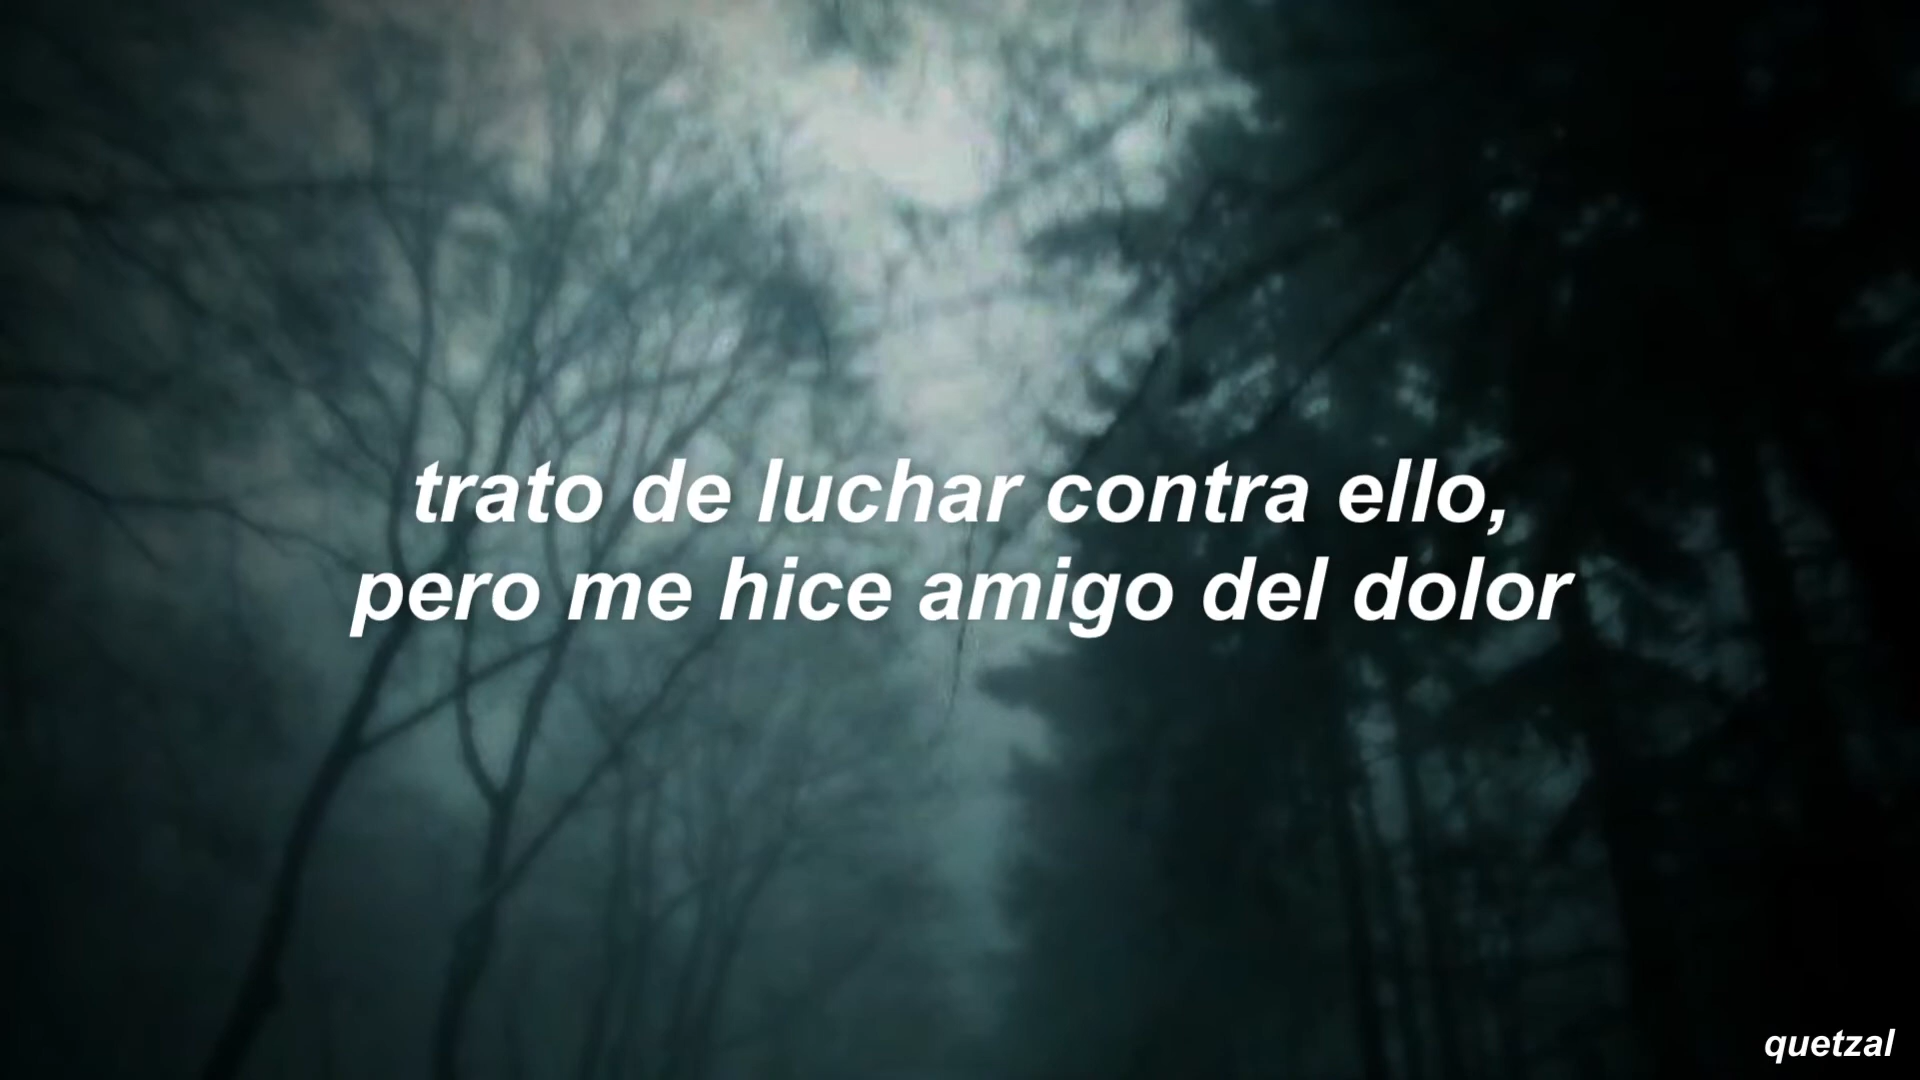 trato de luchar contra ello,
pero me hice amigo del dolor
quetzal